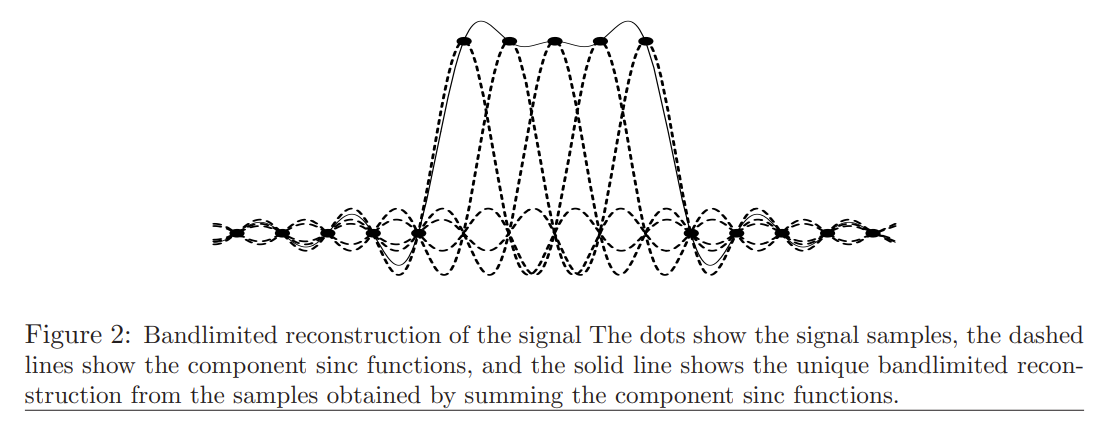 Figure 2: Bandlimited reconstruction of the signal The dots show the signal samples, the dashed
lines show the component sinc functions, and the solid line shows the unique bandlimited recon-
struction from the samples obtained by summing the component sinc functions.